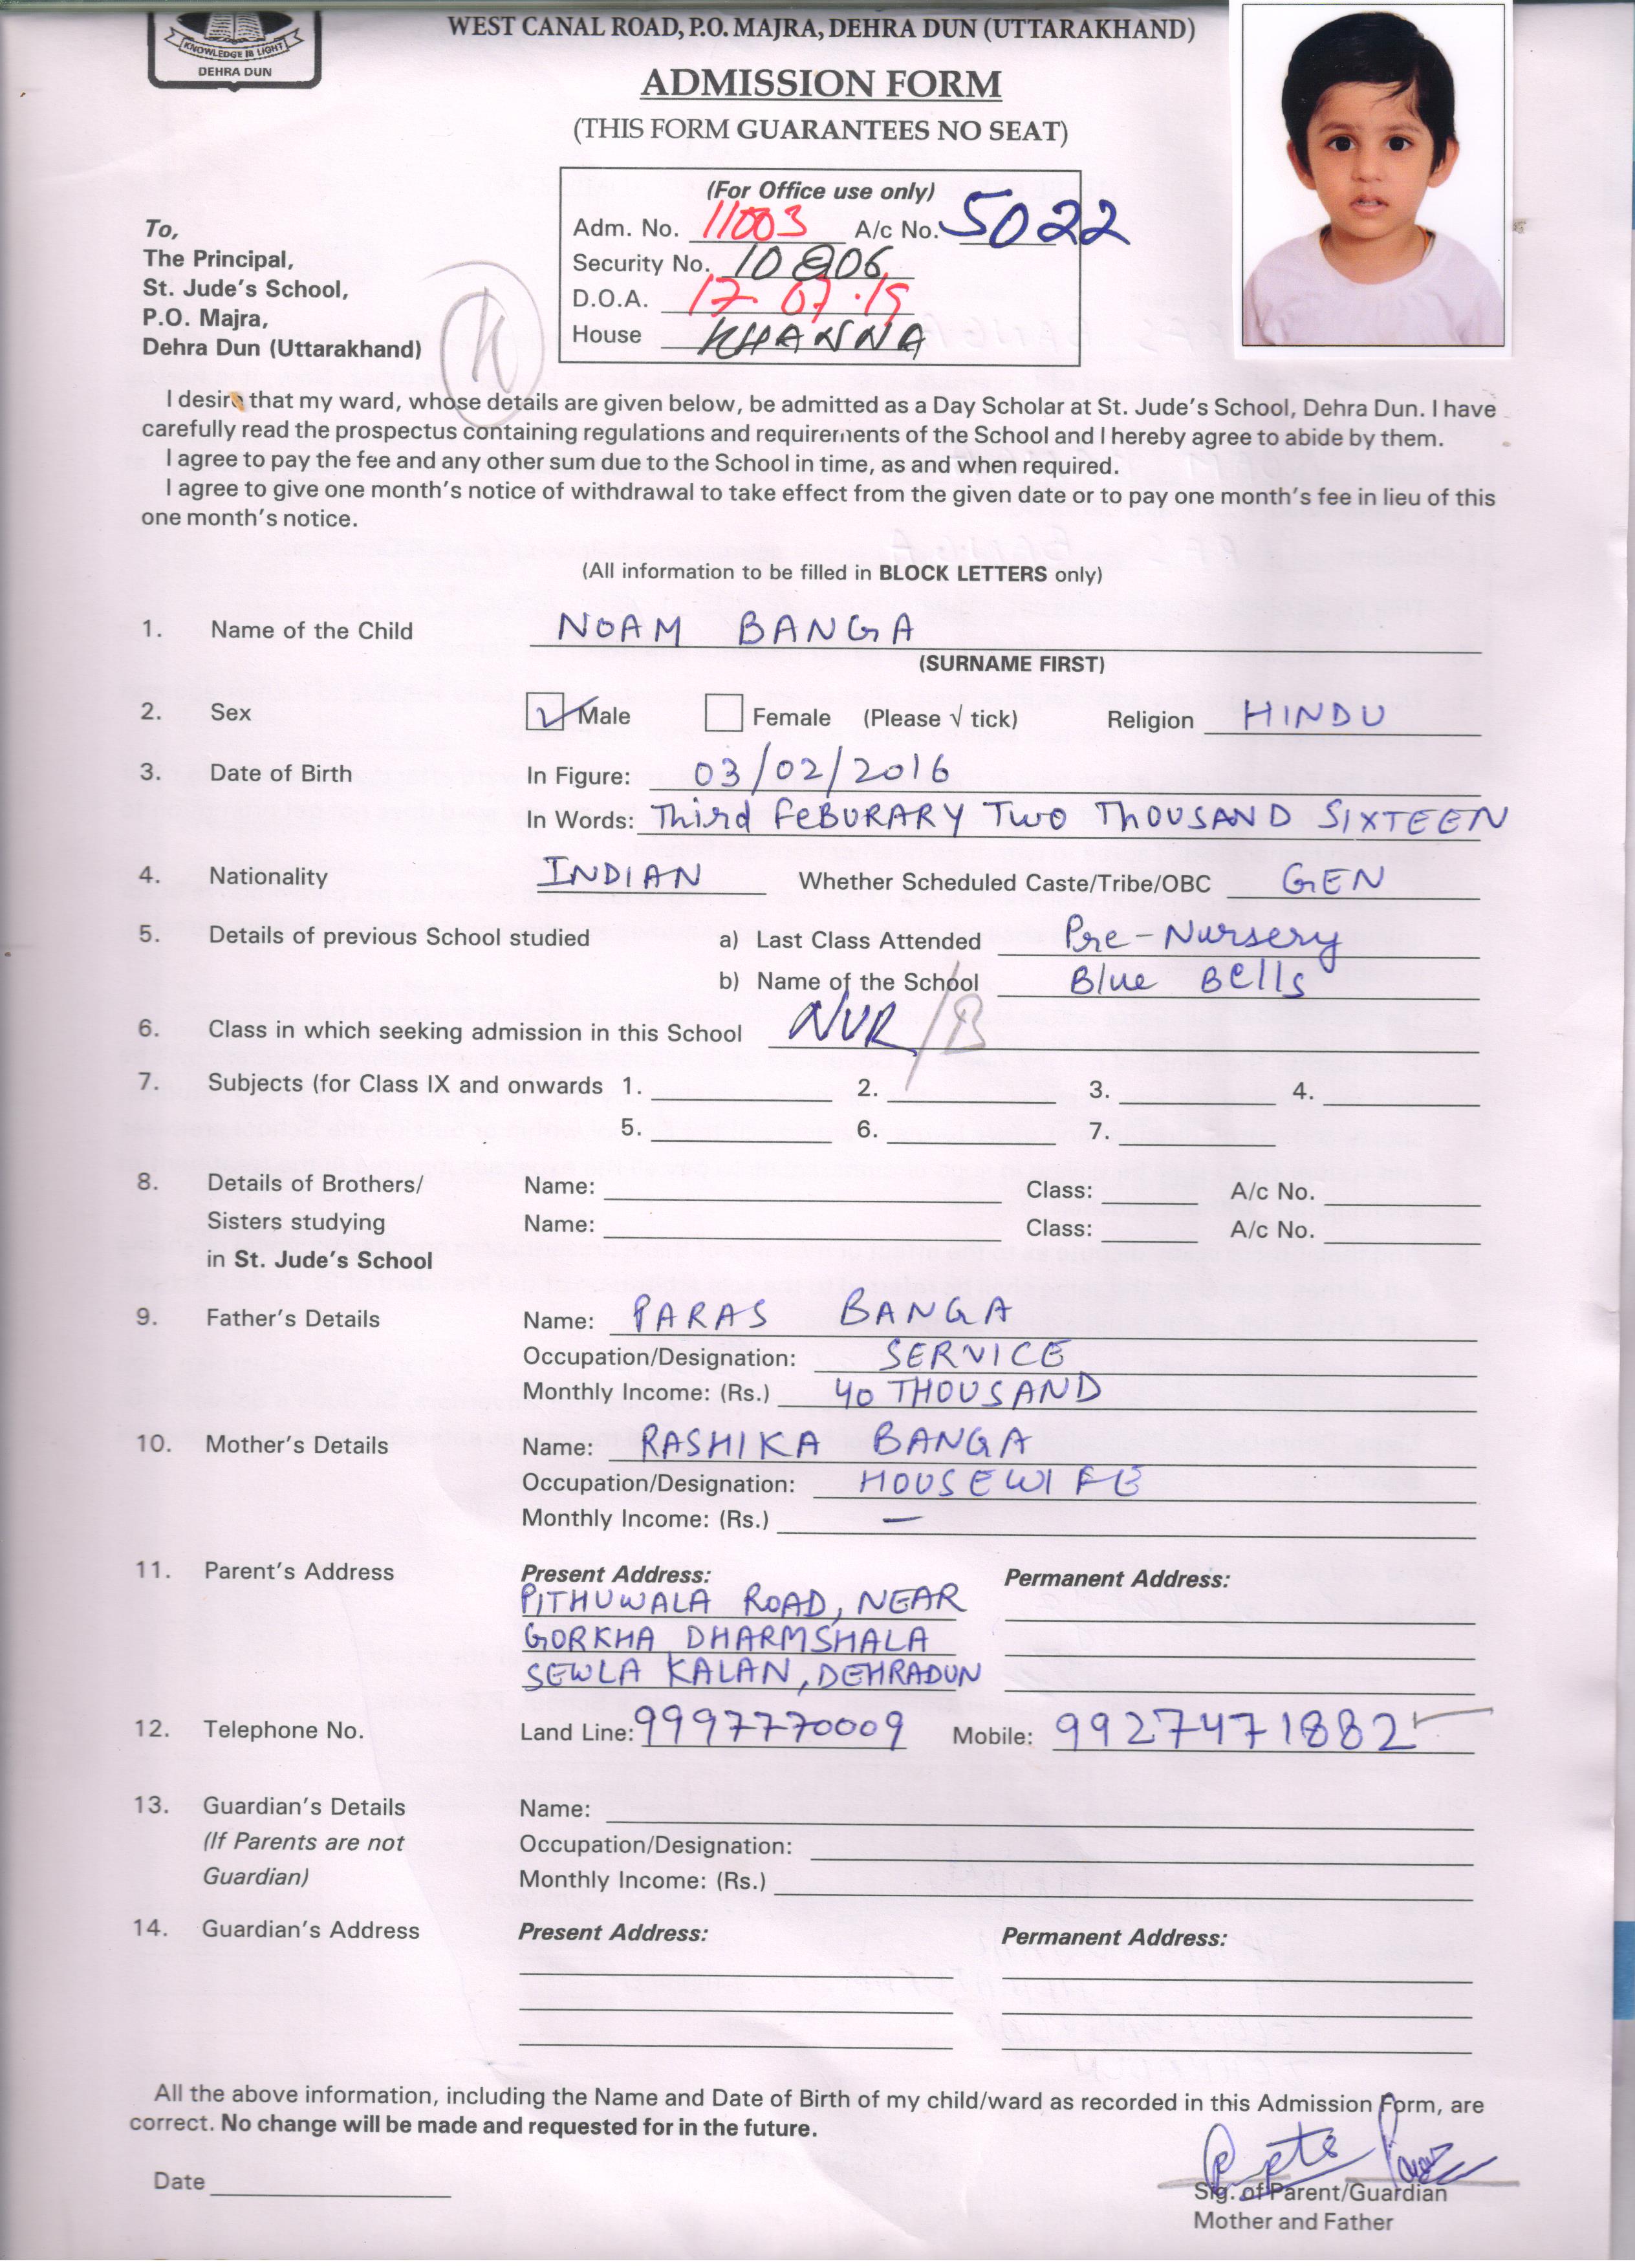 KNOWLEDGE IS LIGHT
DEHRA DUN
WEST CANAL ROAD, P.O. MAJRA, DEHRA DUN (UTTARAKHAND)
ADMISSION FORM
(THIS FORM GUARANTEES NO SEAT)
(For Office use only)
Adm. No. 11003 A/c No. 5022
Security No. 10906
D.O.A. 17.07.19
House KHANNA
To,
The Principal,
St. Jude's School,
P.O. Majra,
Dehra Dun (Uttarakhand)
K
I desire that my ward, whose details are given below, be admitted as a Day Scholar at St. Jude's School, Dehra Dun. I have
carefully read the prospectus containing regulations and requirements of the School and I hereby agree to abide by them.
I agree to pay the fee and any other sum due to the School in time, as and when required.
I agree to give one month's notice of withdrawal to take effect from the given date or to pay one month's fee in lieu of this
one month's notice.
(All information to be filled in BLOCK LETTERS only)
1. Name of the Child NOAM BANGA
(SURNAME FIRST)
2. Sex Male Female (Please √ tick) Religion HINDU
3. Date of Birth In Figure: 03/02/2016
In Words: Third FeBURARY Two ThOUSAND SIXTEEN
4. Nationality INDIAN Whether Scheduled Caste/Tribe/OBC GEN
5. Details of previous School studied a) Last Class Attended Pre-Nursery
b) Name of the School Blue Bells
6. Class in which seeking admission in this School NUR/B
7. Subjects (for Class IX and onwards 1. 2. 3. 4.
5. 6. 7.
8. Details of Brothers/ Name: Class: A/c No.
Sisters studying Name: Class: A/c No.
in St. Jude's School
9. Father's Details Name: PARAS BANGA
Occupation/Designation: SERVICE
Monthly Income: (Rs.) 40 THOUSAND
10. Mother's Details Name: RASHIKA BANGA
Occupation/Designation: HOUSEWIFE
Monthly Income: (Rs.) —
11. Parent's Address Present Address: Permanent Address:
PITHUWALA ROAD, NEAR
GORKHA DHARMSHALA
SEWLA KALAN, DEHRADUN
12. Telephone No. Land Line: 9997770009 Mobile: 9927471882
13. Guardian's Details Name:
(If Parents are not Occupation/Designation:
Guardian) Monthly Income: (Rs.)
14. Guardian's Address Present Address: Permanent Address:
All the above information, including the Name and Date of Birth of my child/ward as recorded in this Admission Form, are
correct. No change will be made and requested for in the future.
Date
Sig. of Parent/Guardian
Mother and Father